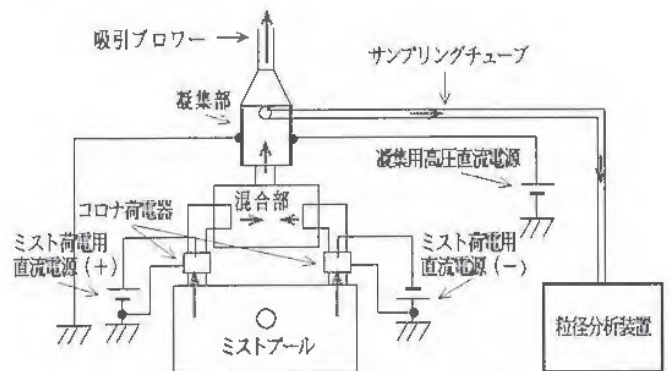 吸引ブロワー
サンプリングチューブ
凝集部
凝集用高圧直流電源
混合部
コロナ荷電器
ミスト荷電用
直流電源(+)
ミスト荷電用
直流電源(-)
ミストプール
粒径分析装置